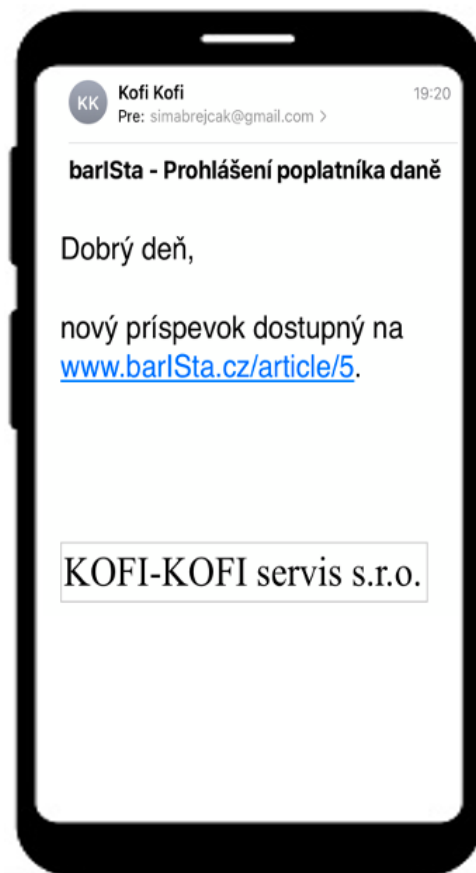 KK
Kofi Kofi
19:20
Pre: simabrejcak@gmail.com >
barISta - Prohlášení poplatníka daně
Dobrý deň,
nový príspevok dostupný na
www.barISta.cz/article/5.
KOFI-KOFI servis s.r.o.